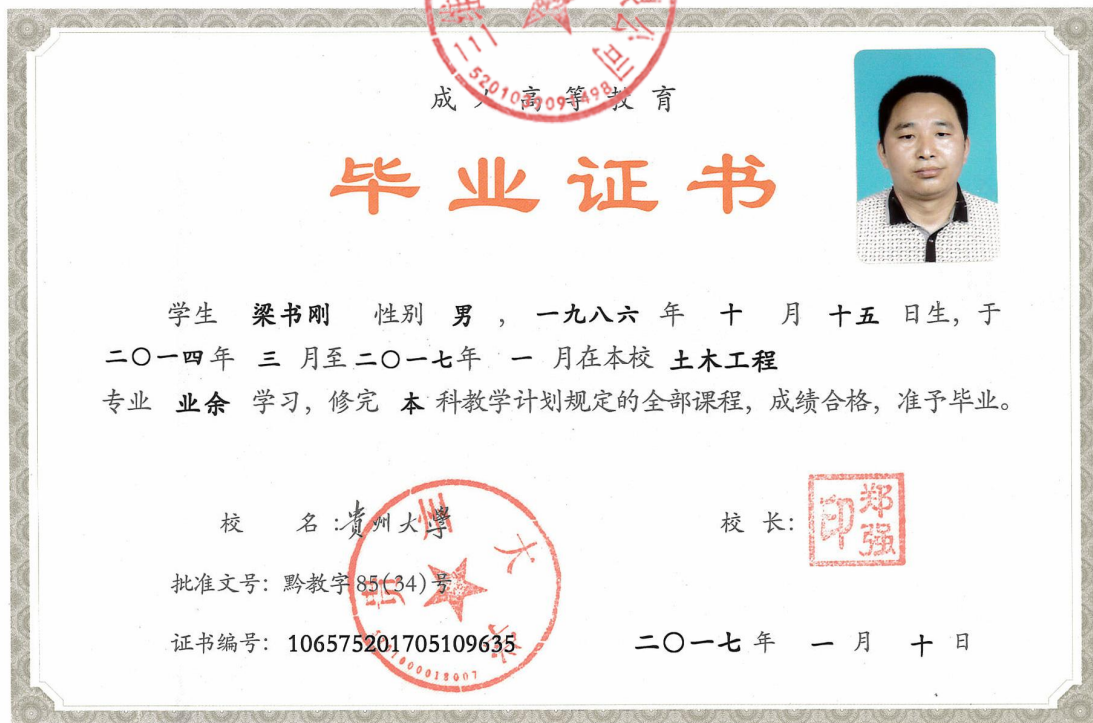 成人高等教育
毕业证书
学生 梁书刚 性别 男 ，一九八六 年 十 月 十五 日生，于
二〇一四年 三 月至二〇一七年 一 月在本校 土木工程
专业 业余 学习，修完 本 科教学计划规定的全部课程，成绩合格，准予毕业。
校 名：貴州大學
校 长：
郑强印
批准文号：黔教字85(34)号
证书编号：106575201705109635
二〇一七年 一 月 十 日
贵州大学